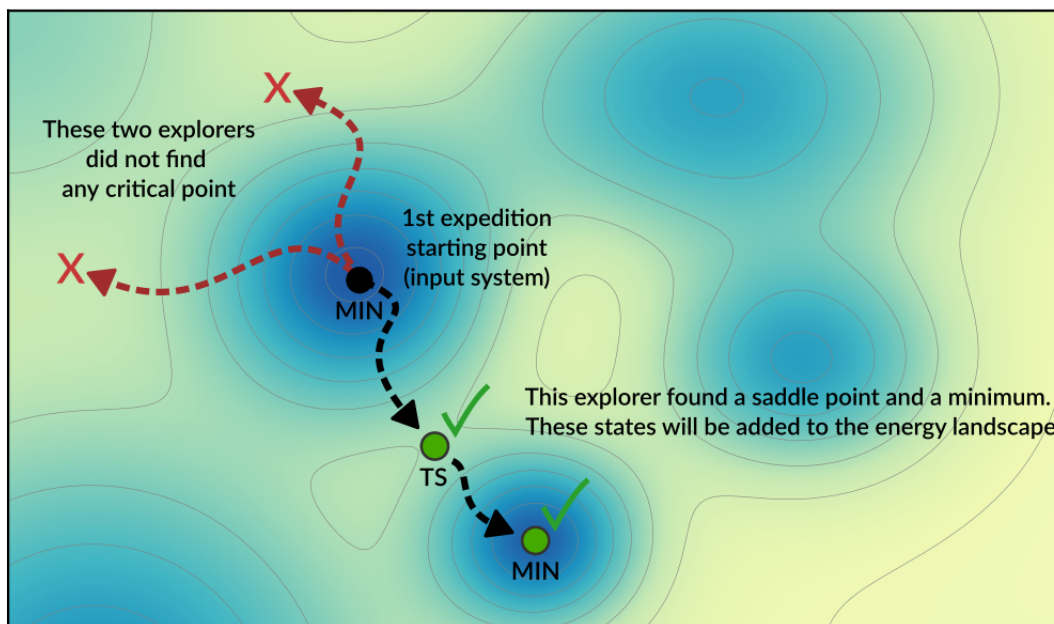 X
These two explorers
did not find
any critical point
X
1st expedition
starting point
(input system)
MIN
This explorer found a saddle point and a minimum.
These states will be added to the energy landscape
TS
MIN